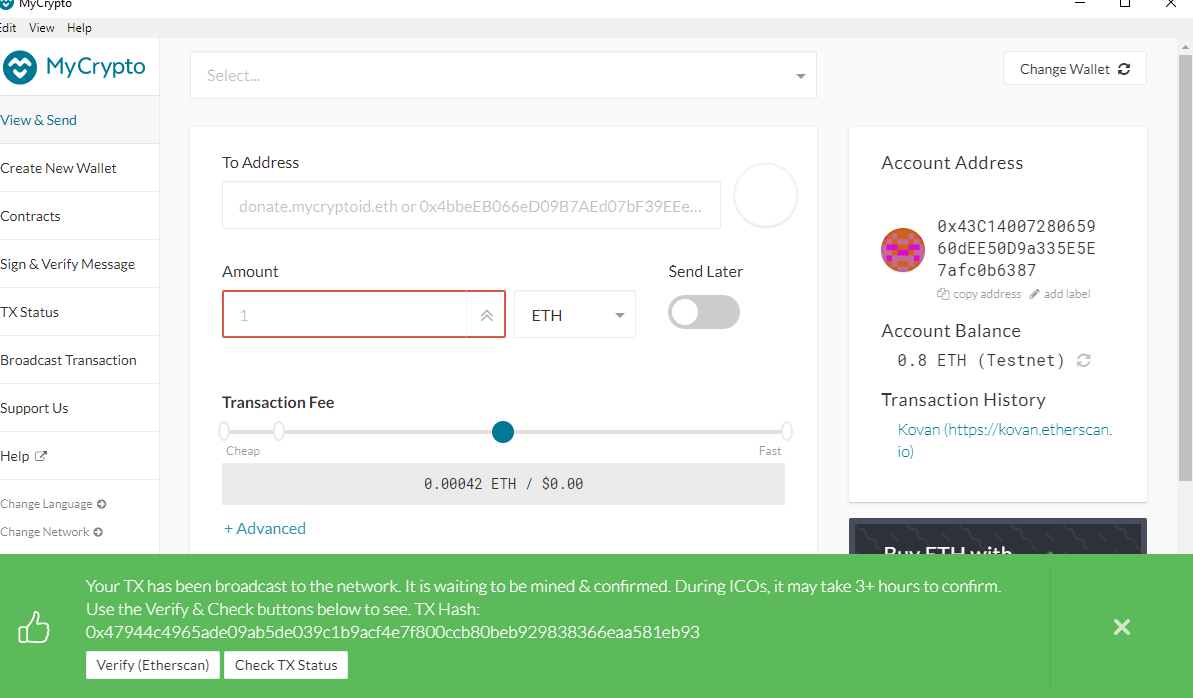 MyCrypto
Edit View Help
MyCrypto
View & Send
Create New Wallet
Contracts
Sign & Verify Message
TX Status
Broadcast Transaction
Support Us
Help
Change Language
Change Network
Select...
Change Wallet
To Address
donate.mycryptoid.eth or 0x4bbeEB066eD09B7AEd07bF39EEe...
Amount
Send Later
1
ETH
Transaction Fee
Cheap
Fast
0.00042 ETH / $0.00
+ Advanced
Account Address
0x43C14007280659
60dEE50D9a335E5E
7afc0b6387
copy address add label
Account Balance
0.8 ETH (Testnet)
Transaction History
Kovan (https://kovan.etherscan.
io)
Buy ETH with
Your TX has been broadcast to the network. It is waiting to be mined & confirmed. During ICOs, it may take 3+ hours to confirm.
Use the Verify & Check buttons below to see. TX Hash:
0x47944c4965ade09ab5de039c1b9acf4e7f800ccb80beb929838366eaa581eb93
Verify (Etherscan)
Check TX Status